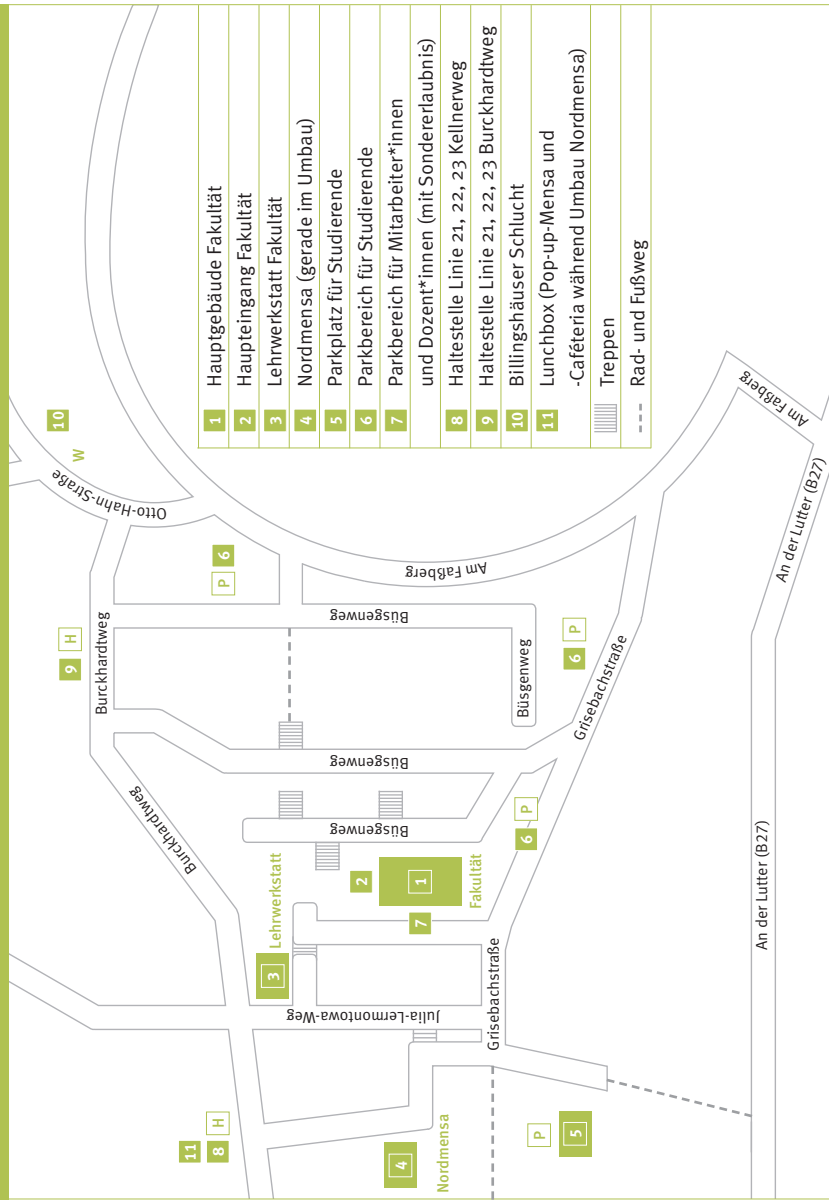 11
8 H
4
Nordmensa
P
5
Burckhardtweg
9 H
Burckhardtweg
Otto-Hahn-Straße
W
10
3 Lehrwerkstatt
Julia-Lermontowa-Weg
2
1
7
Fakultät
Büsgenweg
Büsgenweg
Büsgenweg
Büsgenweg
P 6
Am Faßberg
6 P
6 P
Grisebachstraße
Grisebachstraße
Am Faßberg
An der Lutter (B27)
An der Lutter (B27)
1 Hauptgebäude Fakultät
2 Haupteingang Fakultät
3 Lehrwerkstatt Fakultät
4 Nordmensa (gerade im Umbau)
5 Parkplatz für Studierende
6 Parkbereich für Studierende
7 Parkbereich für Mitarbeiter*innen
und Dozent*innen (mit Sondererlaubnis)
8 Haltestelle Linie 21, 22, 23 Kellnerweg
9 Haltestelle Linie 21, 22, 23 Burckhardtweg
10 Billingshäuser Schlucht
11 Lunchbox (Pop-up-Mensa und
-Caféteria während Umbau Nordmensa)
Treppen
Rad- und Fußweg